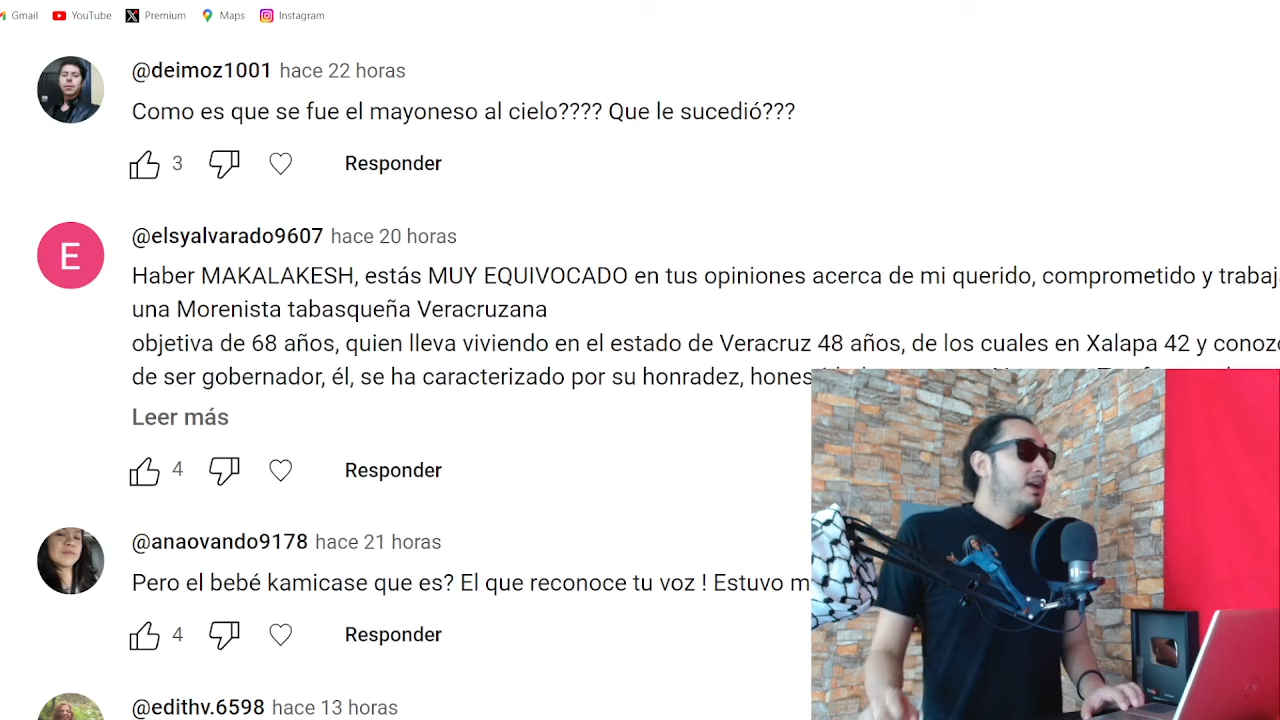 Gmail YouTube Premium Maps Instagram
@deimoz1001 hace 22 horas
Como es que se fue el mayoneso al cielo???? Que le sucedió???
3 Responder
E
@elsyalvarado9607 hace 20 horas
Haber MAKALAKESH, estás MUY EQUIVOCADO en tus opiniones acerca de mi querido, comprometido y
una Morenista tabasqueña Veracruzana
objetiva de 68 años, quien lleva viviendo en el estado de Veracruz 48 años, de los cuales en Xalapa 42 y
de ser gobernador, él, se ha caracterizado por su honradez,
Leer más
4 Responder
@anaovando9178 hace 21 horas
Pero el bebé kamicase que es? El que reconoce tu voz ! Estuvo
4 Responder
@edithv.6598 hace 13 horas